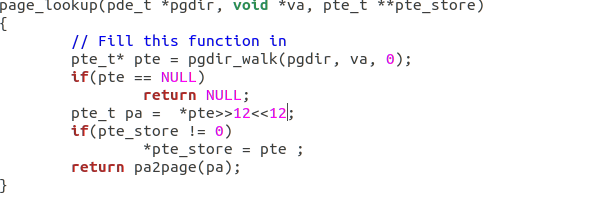 page_lookup(pde_t *pgdir, void *va, pte_t **pte_store)
{
// Fill this function in
pte_t* pte = pgdir_walk(pgdir, va, 0);
if(pte == NULL)
return NULL;
pte_t pa =  *pte>>12<<12;
if(pte_store != 0)
*pte_store = pte ;
return pa2page(pa);
}